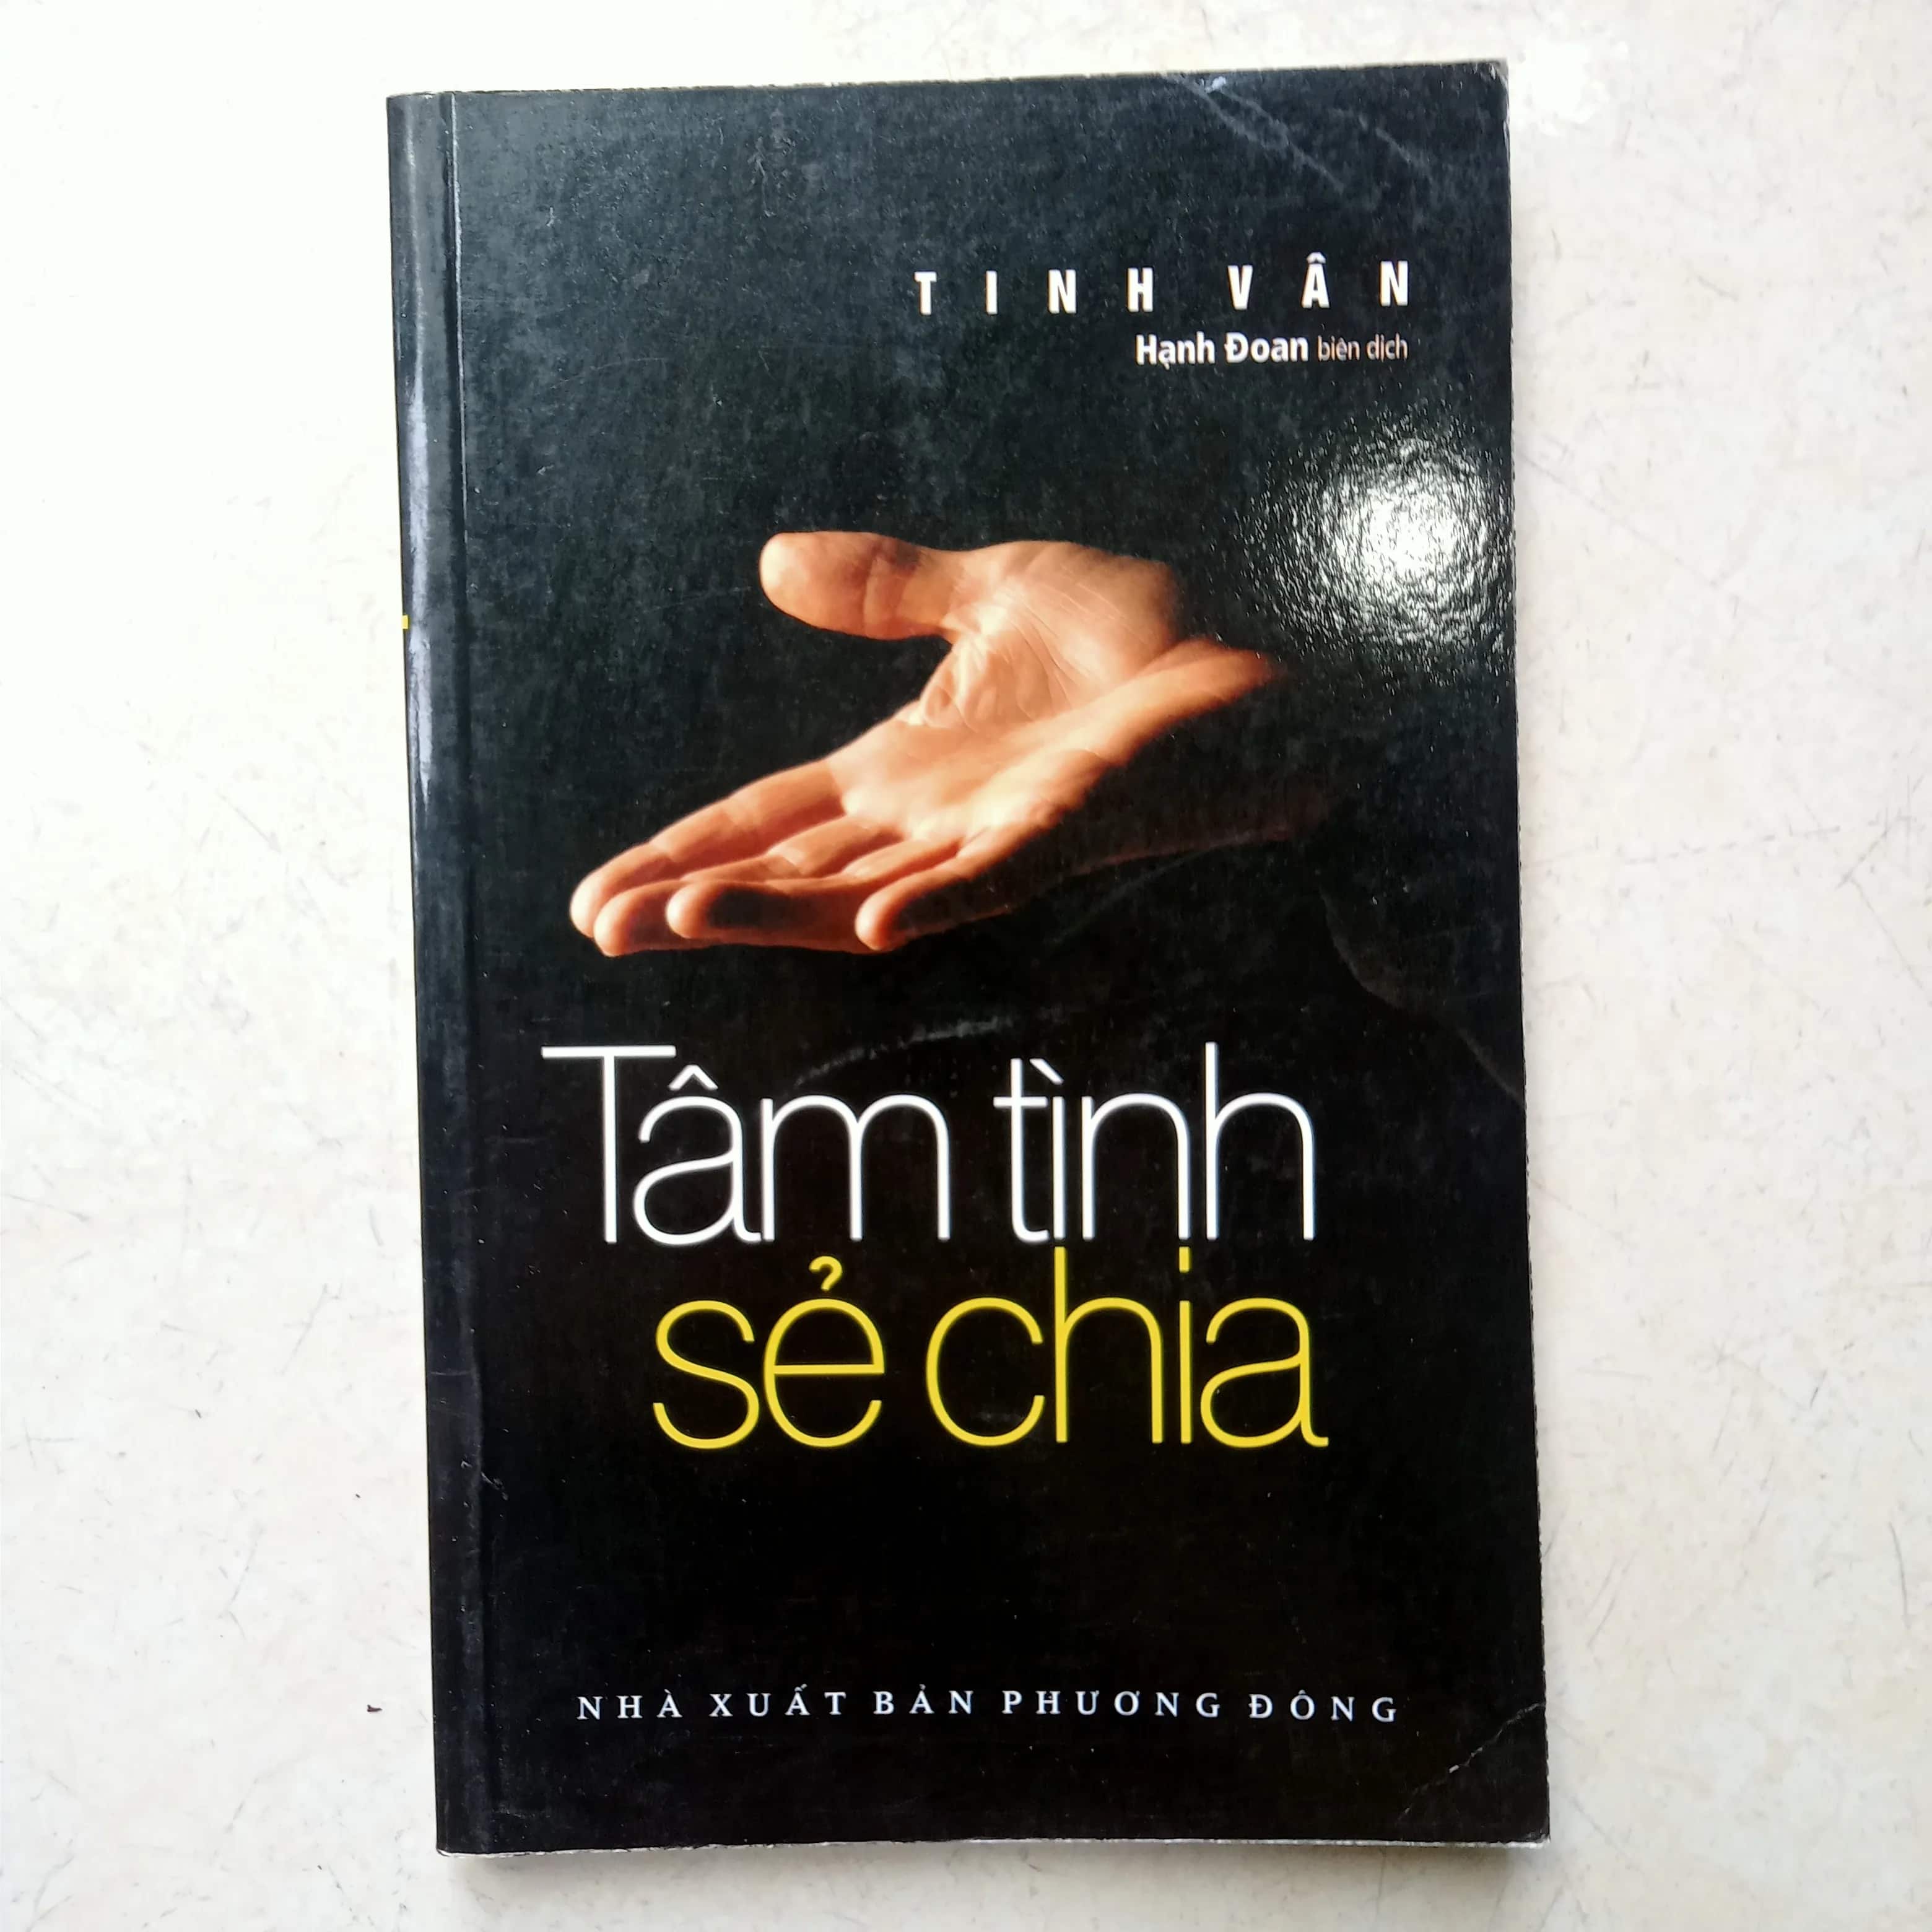 TINH VÂN
Hạnh Đoan biên dịch
Tâm tình
sẻ chia
NHÀ XUẤT BẢN PHƯƠNG ĐÔNG